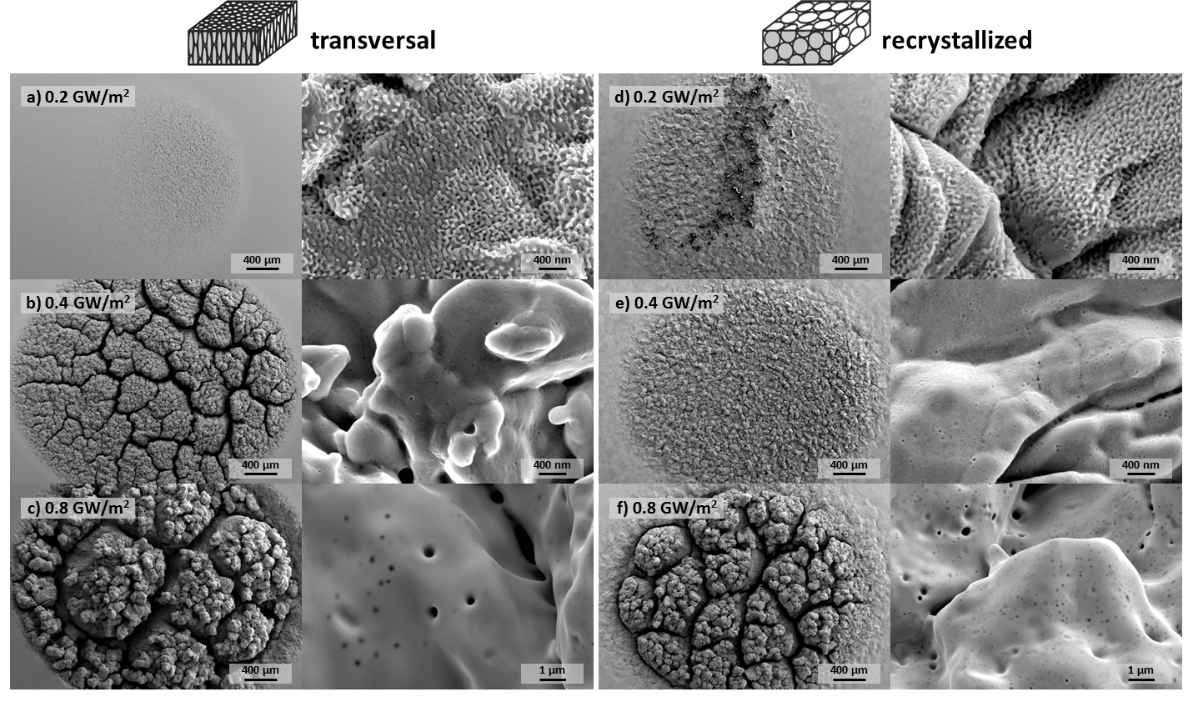 transversal
recrystallized
a) 0.2 GW/m²
400 µm
400 nm
d) 0.2 GW/m²
400 µm
400 nm
b) 0.4 GW/m²
400 µm
400 nm
e) 0.4 GW/m²
400 µm
400 nm
c) 0.8 GW/m²
400 µm
1 µm
f) 0.8 GW/m²
400 µm
1 µm